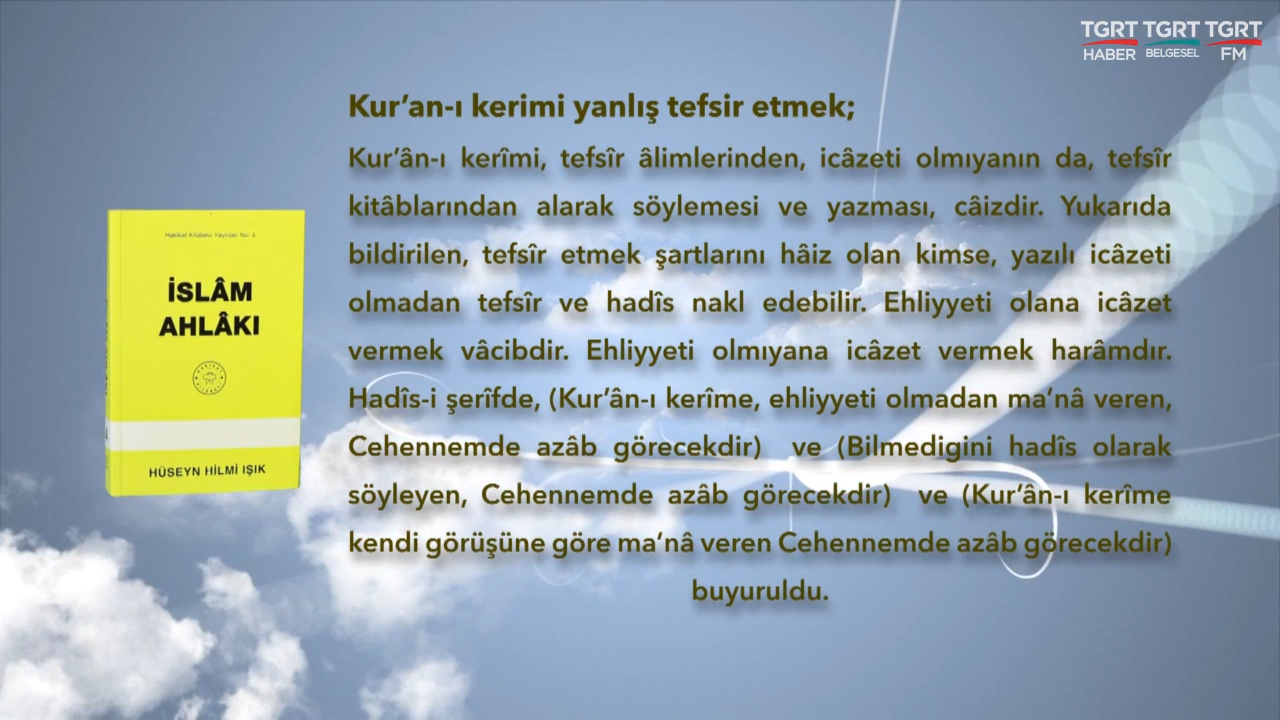 TGRT HABER
TGRT BELGESEL
TGRT FM
Kur'an-ı kerimi yanlış tefsir etmek;
Kur'ân-ı kerîmi, tefsîr âlimlerinden, icâzeti olmıyanın da, tefsîr
kitâblarından alarak söylemesi ve yazması, câizdir. Yukarıda
bildirilen, tefsîr etmek şartlarını hâiz olan kimse, yazılı icâzeti
olmadan tefsîr ve hadîs nakl edebilir. Ehliyyeti olana icâzet
vermek vâcibdir. Ehliyyeti olmıyana icâzet vermek harâmdır.
Hadîs-i şerîfde, (Kur'ân-ı kerîme, ehliyyeti olmadan ma'nâ veren,
Cehennemde azâb görecekdir) ve (Bilmedigini hadîs olarak
söyleyen, Cehennemde azâb görecekdir) ve (Kur'ân-ı kerîme
kendi görüşüne göre ma'nâ veren Cehennemde azâb görecekdir)
buyuruldu.
Hakîkat Kitâbevi Yayınları No: 4
İSLÂM
AHLÂKI
HÜSEYN HİLMİ IŞIK